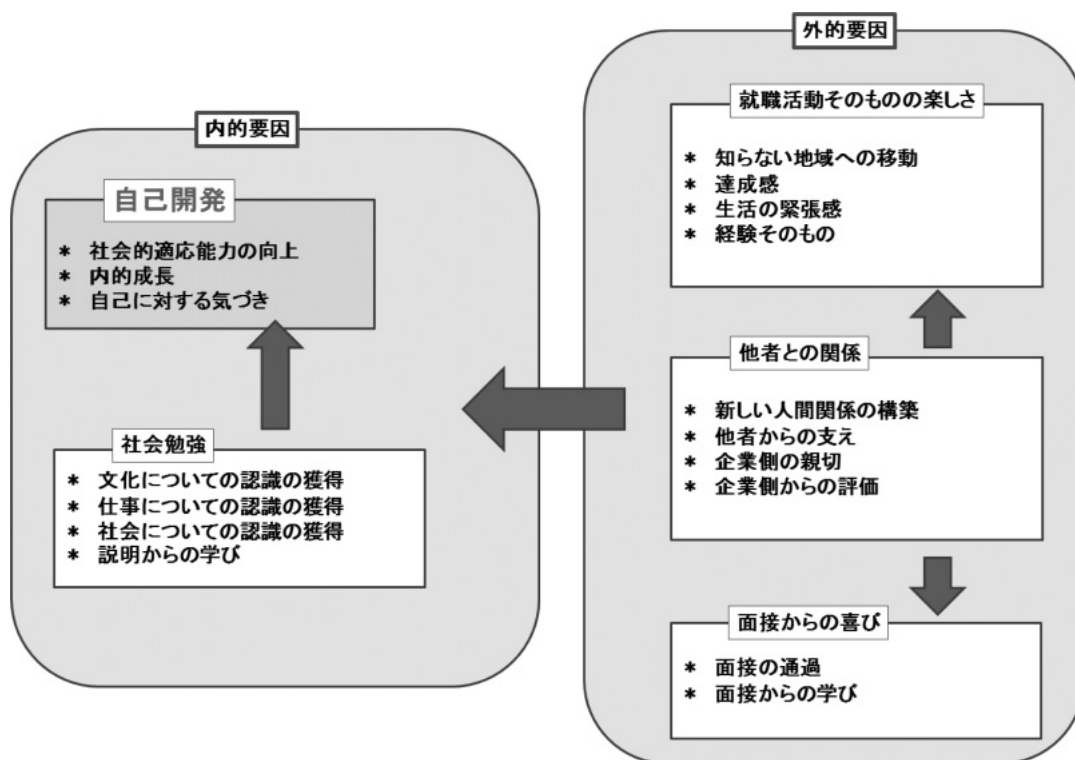 内的要因
自己開発
* 社会的適応能力の向上
* 内的成長
* 自己に対する気づき
社会勉強
* 文化についての認識の獲得
* 仕事についての認識の獲得
* 社会についての認識の獲得
* 説明からの学び
外的要因
就職活動そのものの楽しさ
* 知らない地域への移動
* 達成感
* 生活の緊張感
* 経験そのもの
他者との関係
* 新しい人間関係の構築
* 他者からの支え
* 企業側の親切
* 企業側からの評価
面接からの喜び
* 面接の通過
* 面接からの学び